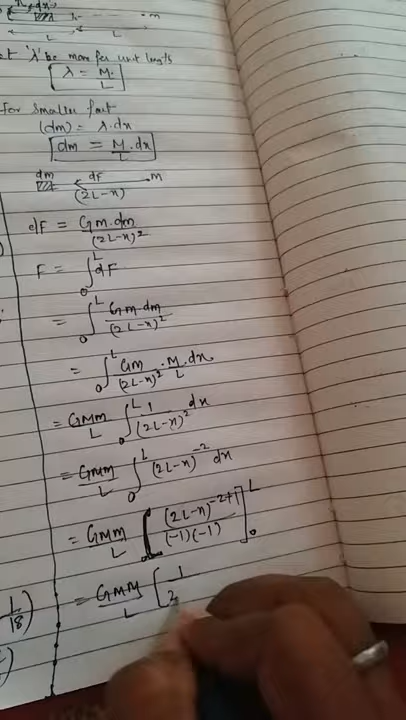 m
L L
'λ' be mass per unit length
λ = M/L
for smaller part
(dm) = λ.dx
dm = M/L .dx
dm dF m
(2L-x)
dF = Gm.dm/(2L-x)²
F = ∫₀ᴸ dF
= ∫₀ᴸ Gm dm/(2L-x)²
= ∫₀ᴸ Gm/(2L-x)² . M/L dx
= GMm/L ∫₀ᴸ 1/(2L-x)² dx
= GMm/L ∫₀ᴸ (2L-x)⁻² dx
= GMm/L [(2L-x)⁻²⁺¹/(-1)(-1)]₀ᴸ
1/18) = GMM/L [1/2